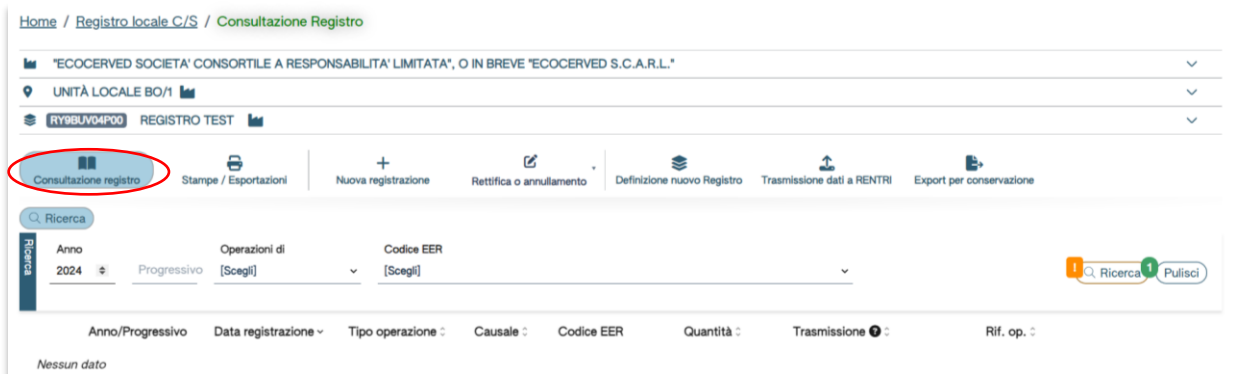 Home / Registro locale C/S / Consultazione Registro
"ECOCERVED SOCIETA' CONSORTILE A RESPONSABILITA' LIMITATA", O IN BREVE "ECOCERVED S.C.A.R.L."
UNITÀ LOCALE BO/1
RY9BUV04P00 REGISTRO TEST
Consultazione registro Stampe / Esportazioni Nuova registrazione Rettifica o annullamento Definizione nuovo Registro Trasmissione dati a RENTRI Export per conservazione
Ricerca
Ricerca
Anno Operazioni di Codice EER
2024 Progressivo [Scegli] [Scegli] ! Ricerca 1 Pulisci
Anno/Progressivo Data registrazione Tipo operazione Causale Codice EER Quantità Trasmissione ? Rif. op.
Nessun dato